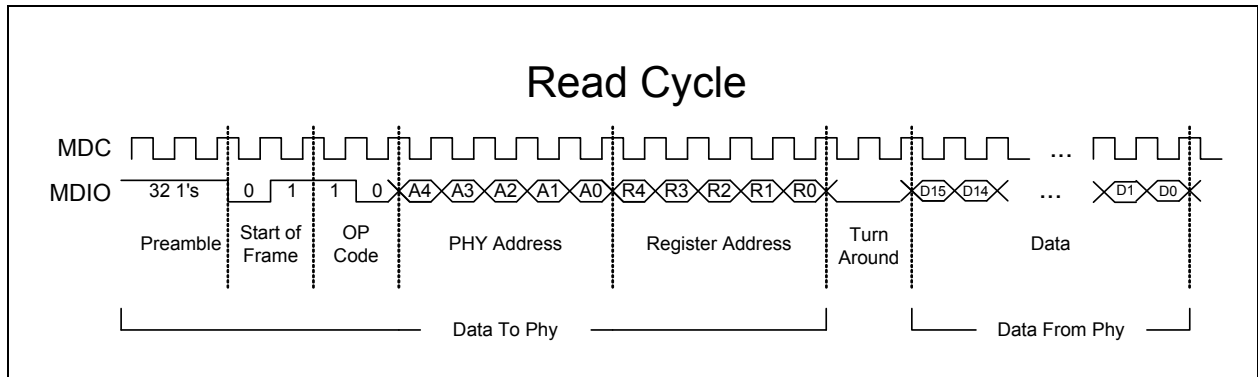 Read Cycle
MDC ...
MDIO 32 1's 0 1 1 0 A4 A3 A2 A1 A0 R4 R3 R2 R1 R0 D15 D14 ... D1 D0
Preamble Start of Frame OP Code PHY Address Register Address Turn Around Data
Data To Phy Data From Phy